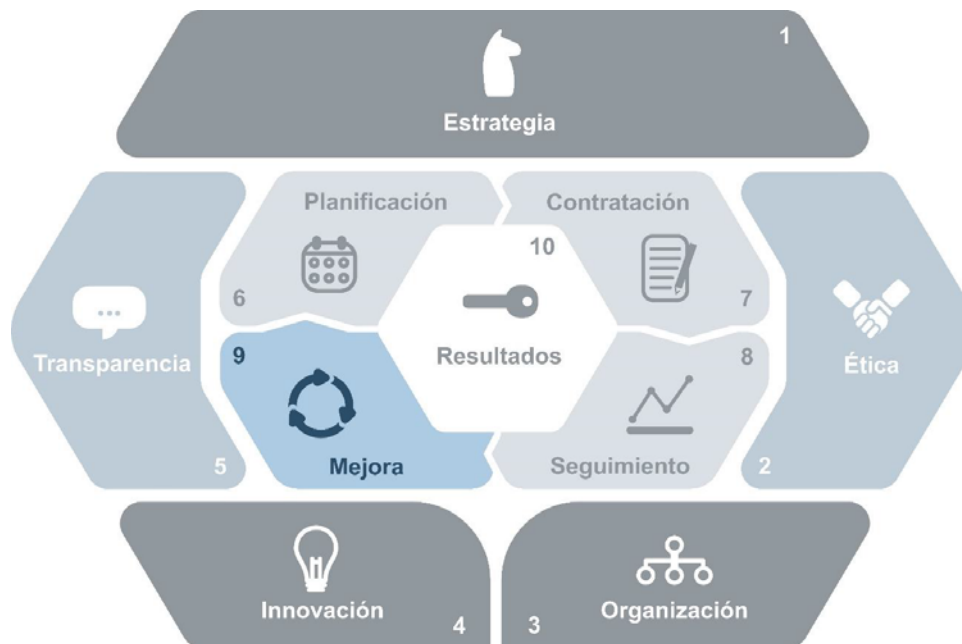 1
Estrategia
Planificación
Contratación
10
6
7
Transparencia
Resultados
Ética
9
8
Mejora
Seguimiento
5
2
Innovación
4
3
Organización